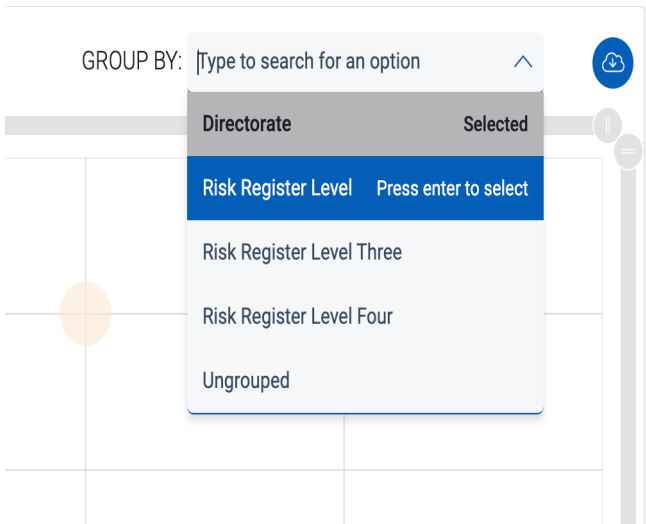 GROUP BY: Type to search for an option
Directorate Selected
Risk Register Level Press enter to select
Risk Register Level Three
Risk Register Level Four
Ungrouped